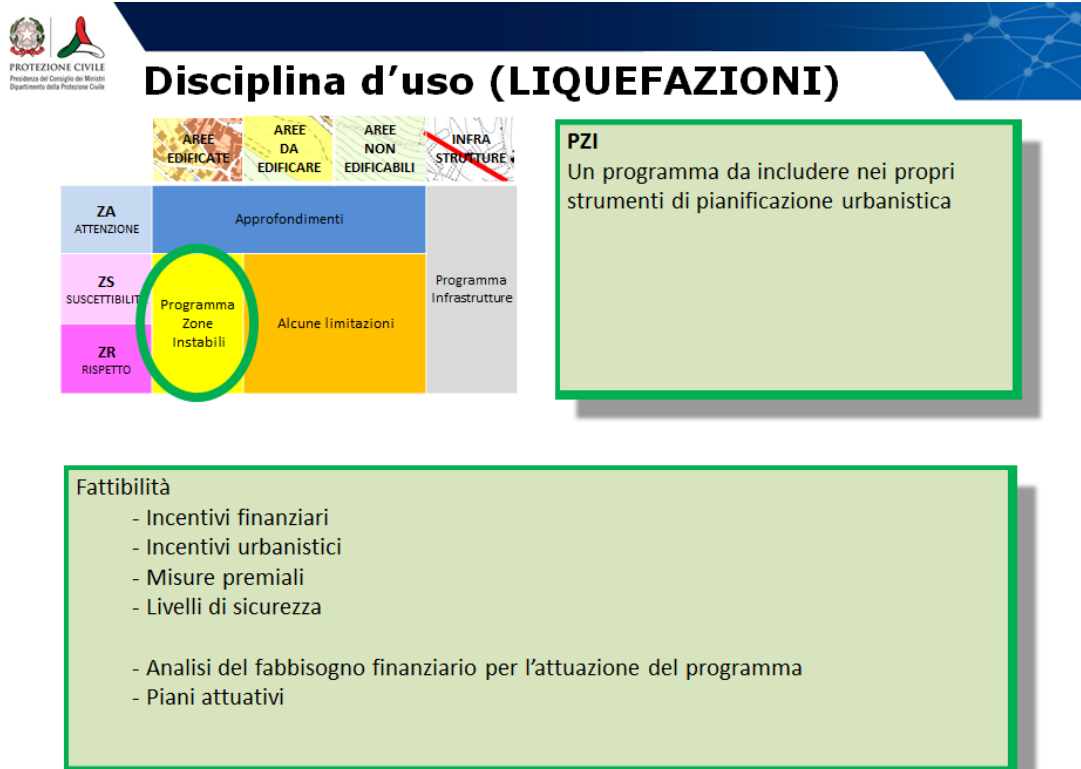 PROTEZIONE CIVILE
Presidenza del Consiglio dei Ministri
Dipartimento della Protezione Civile
Disciplina d'uso (LIQUEFAZIONI)
AREE
EDIFICATE
AREE
DA
EDIFICARE
AREE
NON
EDIFICABILI
INFRA
STRUTTURE
ZA
ATTENZIONE
Approfondimenti
ZS
SUSCETTIBILIT
ZR
RISPETTO
Programma
Zone
Instabili
Alcune limitazioni
Programma
Infrastrutture
PZI
Un programma da includere nei propri
strumenti di pianificazione urbanistica
Fattibilità
- Incentivi finanziari
- Incentivi urbanistici
- Misure premiali
- Livelli di sicurezza
- Analisi del fabbisogno finanziario per l'attuazione del programma
- Piani attuativi